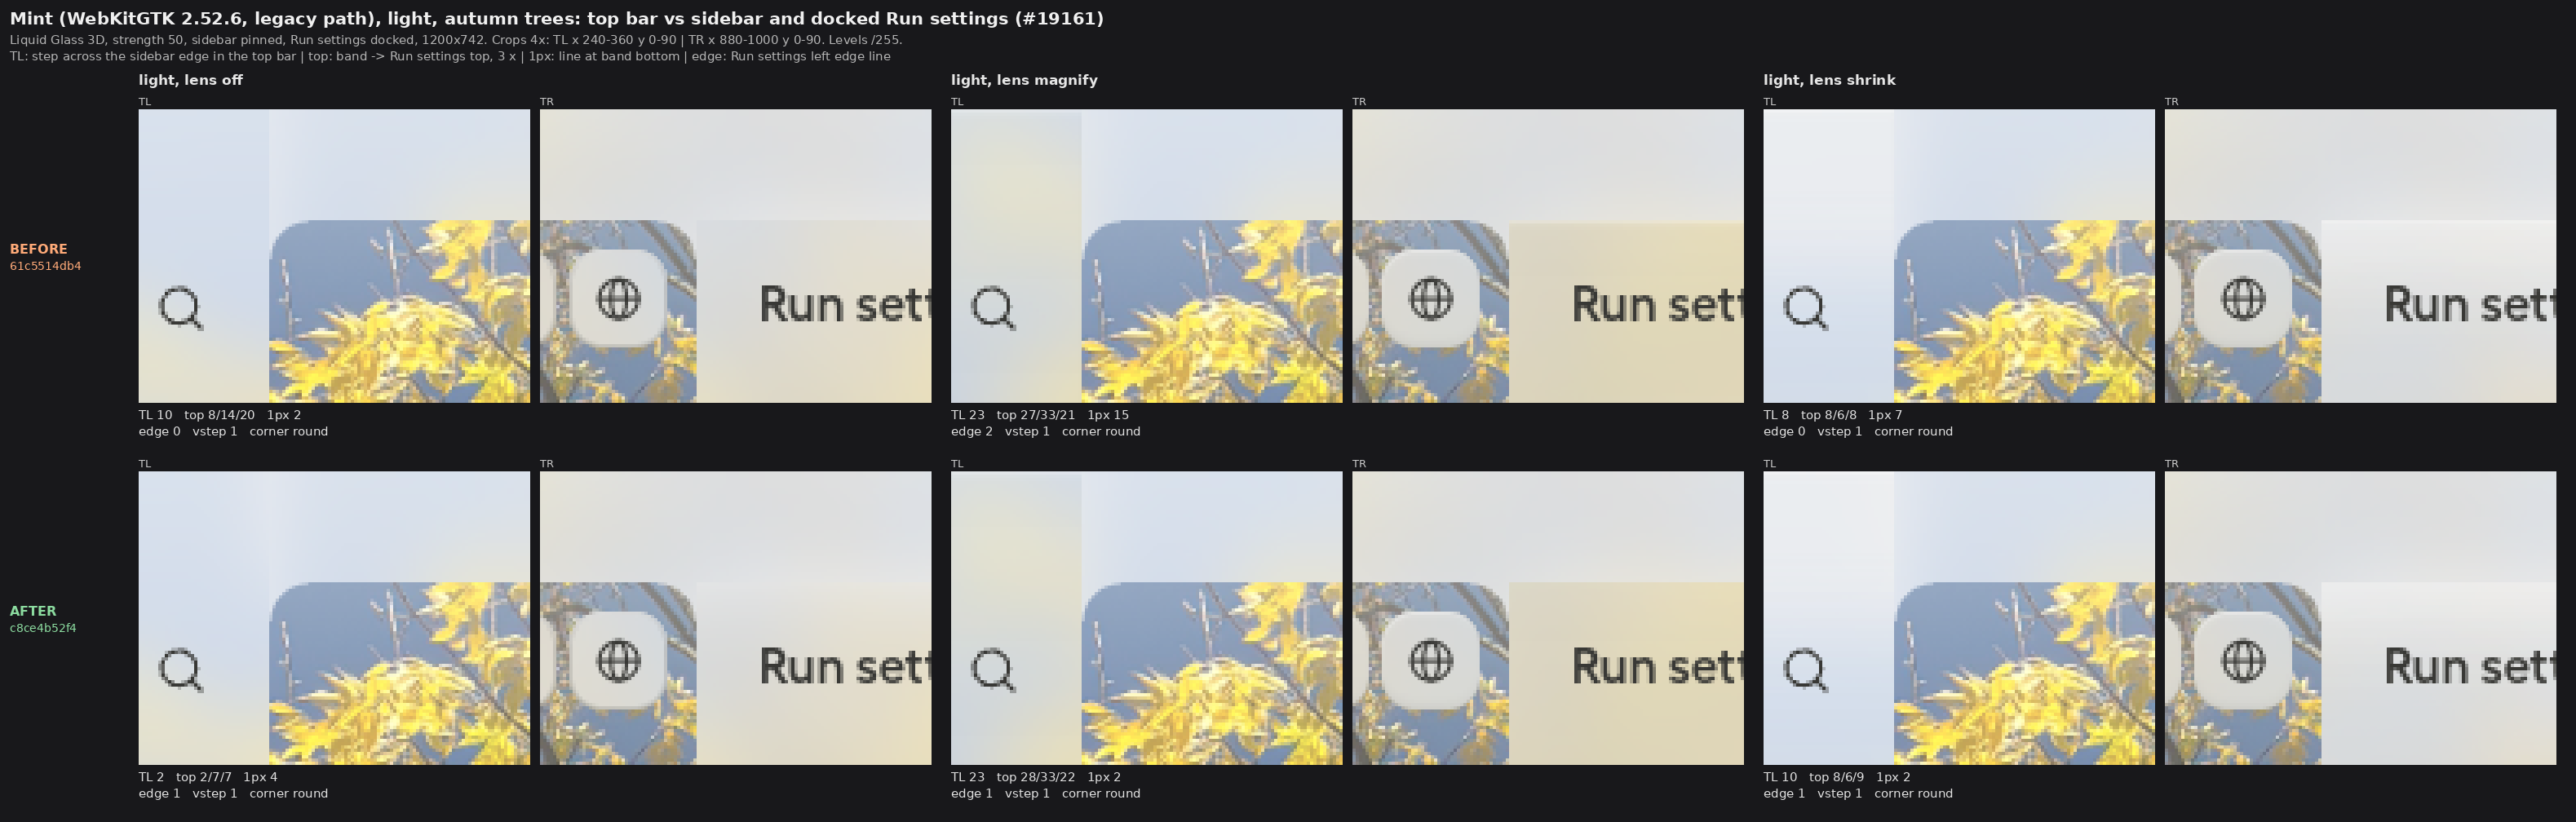 Mint (WebKitGTK 2.52.6, legacy path), light, autumn trees: top bar vs sidebar and docked Run settings (#19161)
Liquid Glass 3D, strength 50, sidebar pinned, Run settings docked, 1200x742. Crops 4x: TL x 240-360 y 0-90 | TR x 880-1000 y 0-90. Levels /255.
TL: step across the sidebar edge in the top bar | top: band -> Run settings top, 3 x | 1px: line at band bottom | edge: Run settings left edge line
light, lens off
light, lens magnify
light, lens shrink
TL
TR
TL
TR
TL
TR
BEFORE
61c5514db4
Run sett
Run sett
Run sett
TL 10 top 8/14/20 1px 2
edge 0 vstep 1 corner round
TL 23 top 27/33/21 1px 15
edge 2 vstep 1 corner round
TL 8 top 8/6/8 1px 7
edge 0 vstep 1 corner round
TL
TR
TL
TR
TL
TR
AFTER
c8ce4b52f4
Run sett
Run sett
Run sett
TL 2 top 2/7/7 1px 4
edge 1 vstep 1 corner round
TL 23 top 28/33/22 1px 2
edge 1 vstep 1 corner round
TL 10 top 8/6/9 1px 2
edge 1 vstep 1 corner round